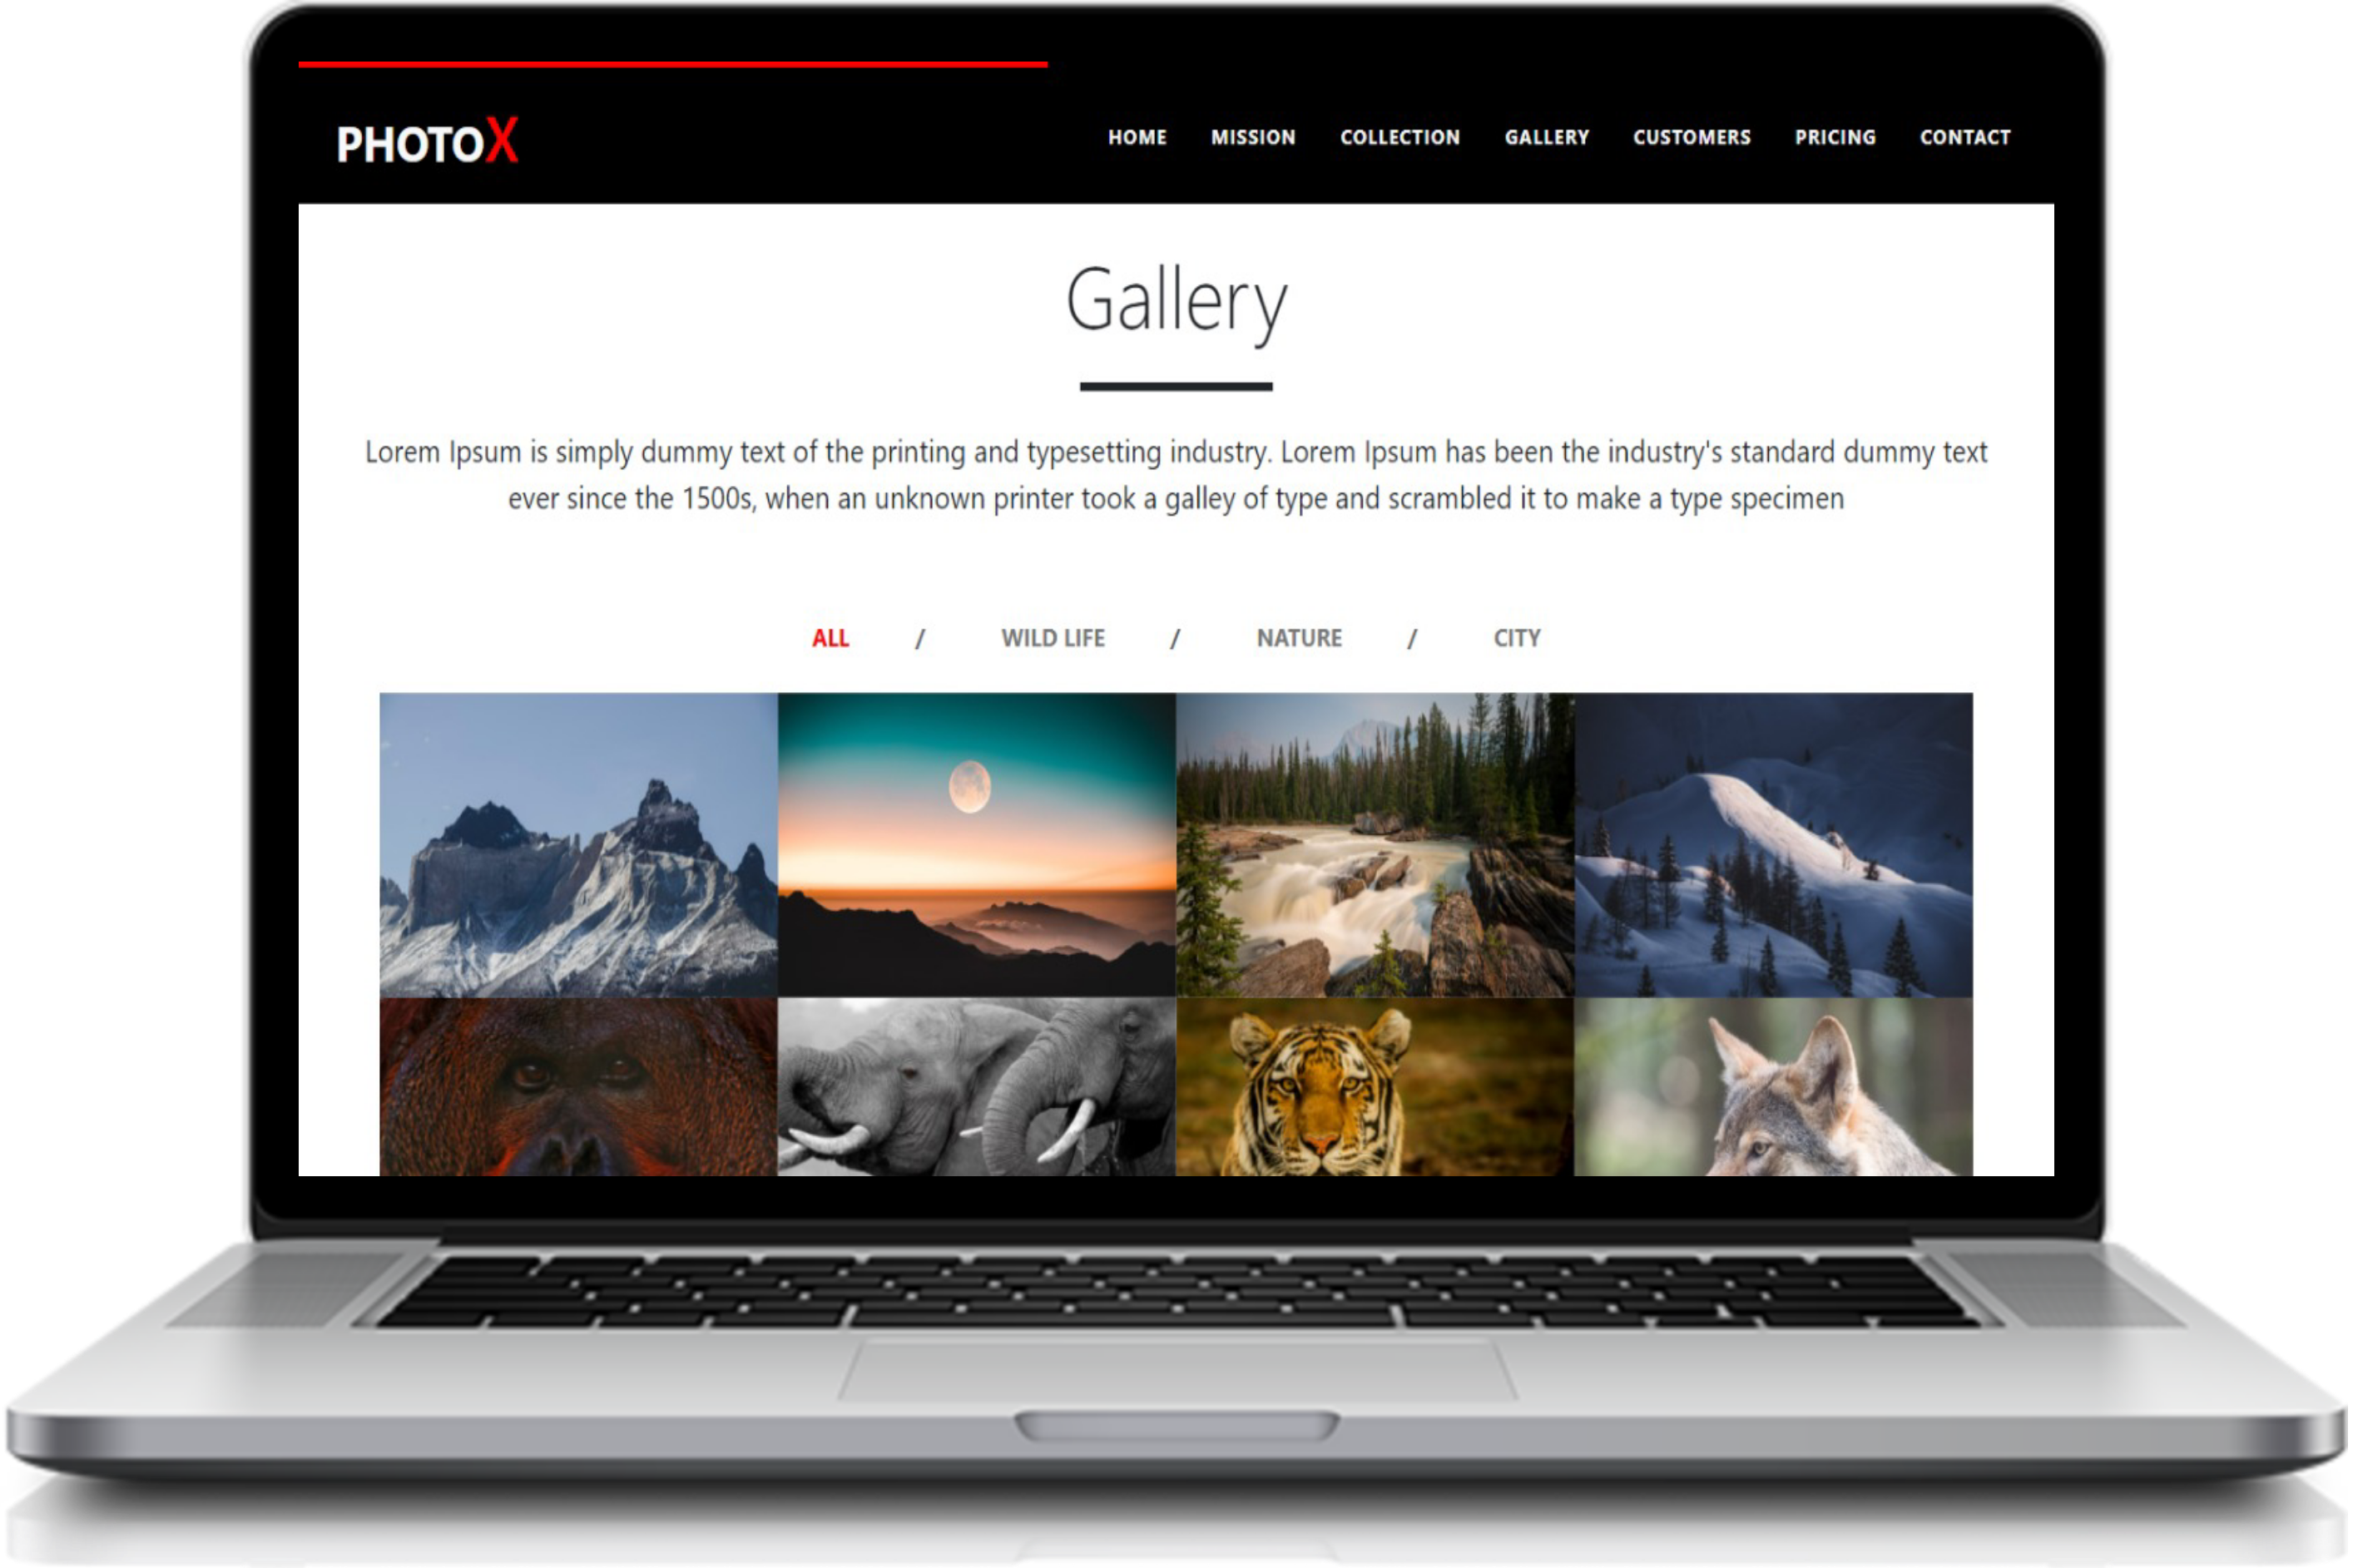 PHOTOX
HOME MISSION COLLECTION GALLERY CUSTOMERS PRICING CONTACT
Gallery
Lorem Ipsum is simply dummy text of the printing and typesetting industry. Lorem Ipsum has been the industry's standard dummy text
ever since the 1500s, when an unknown printer took a galley of type and scrambled it to make a type specimen
ALL / WILD LIFE / NATURE / CITY